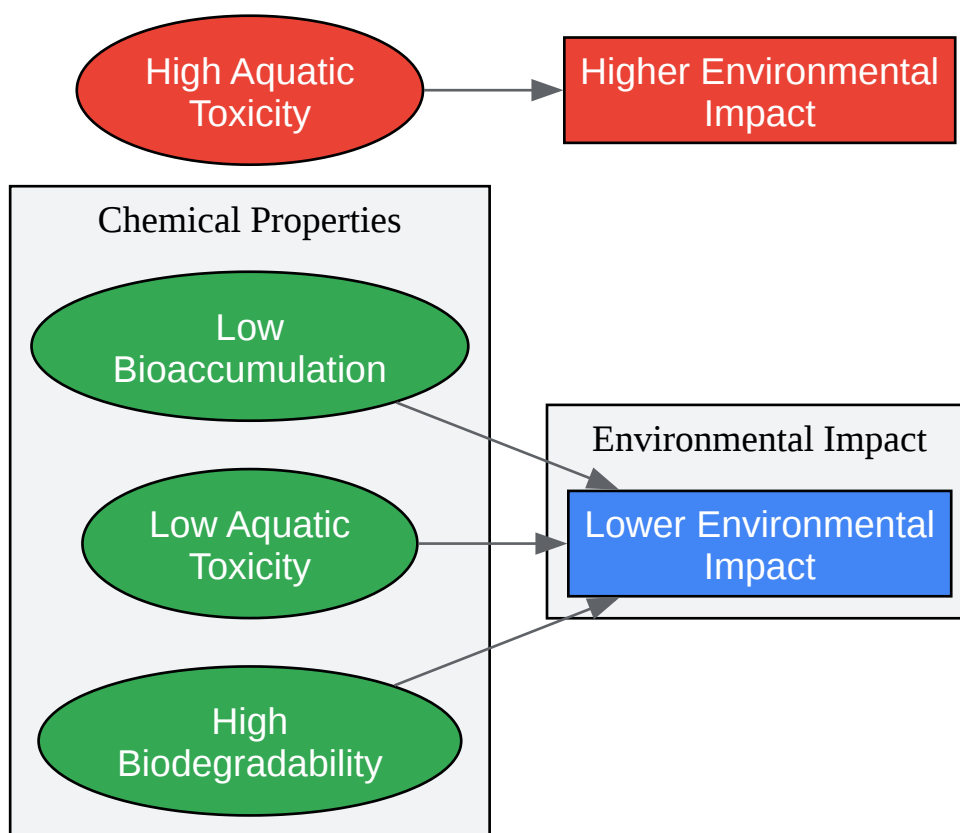 High Aquatic
Toxicity
Higher Environmental
Impact
Chemical Properties
Low
Bioaccumulation
Environmental Impact
Low Aquatic
Toxicity
Lower Environmental
Impact
High
Biodegradability